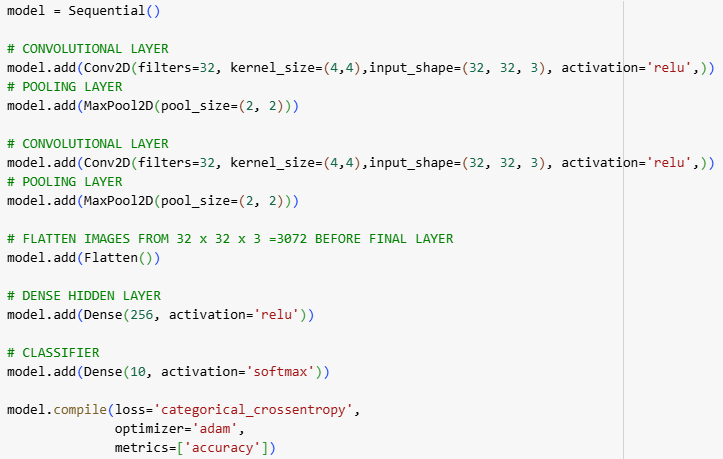 model = Sequential()
# CONVOLUTIONAL LAYER
model.add(Conv2D(filters=32, kernel_size=(4,4),input_shape=(32, 32, 3), activation='relu',))
# POOLING LAYER
model.add(MaxPool2D(pool_size=(2, 2)))
# CONVOLUTIONAL LAYER
model.add(Conv2D(filters=32, kernel_size=(4,4),input_shape=(32, 32, 3), activation='relu',))
# POOLING LAYER
model.add(MaxPool2D(pool_size=(2, 2)))
# FLATTEN IMAGES FROM 32 x 32 x 3 =3072 BEFORE FINAL LAYER
model.add(Flatten())
# DENSE HIDDEN LAYER
model.add(Dense(256, activation='relu'))
# CLASSIFIER
model.add(Dense(10, activation='softmax'))
model.compile(loss='categorical_crossentropy',
              optimizer='adam',
              metrics=['accuracy'])